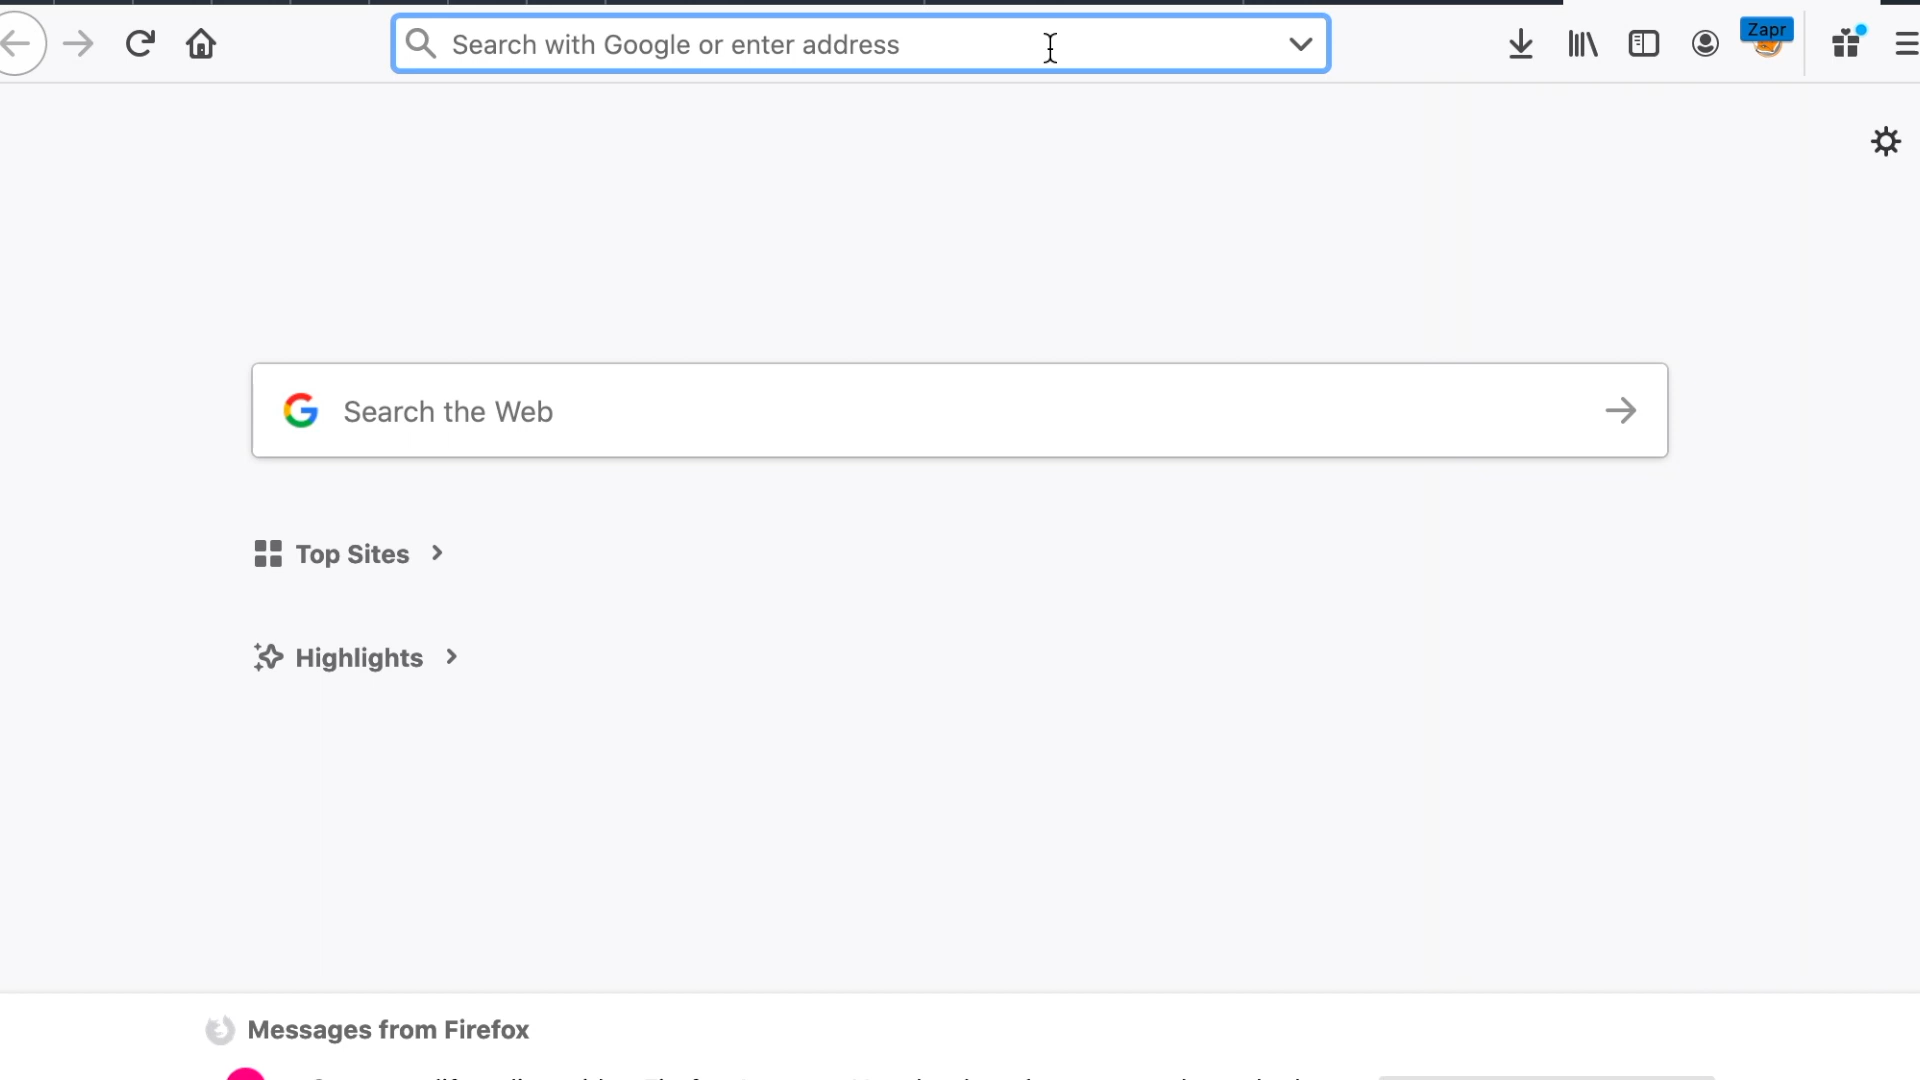 Search with Google or enter address
Zapr
Search the Web
Top Sites
Highlights
Messages from Firefox